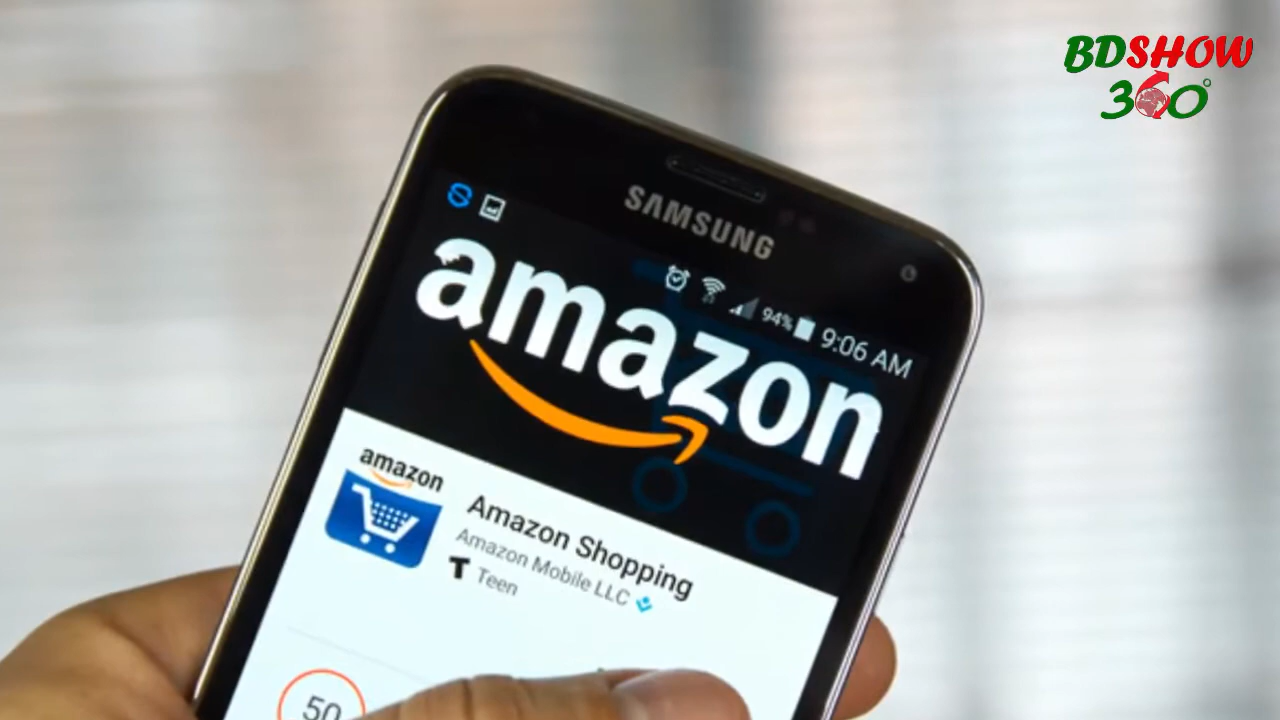 BDSHOW
360°
SAMSUNG
94% 9:06 AM
amazon
amazon
Amazon Shopping
Amazon Mobile LLC
T Teen
50